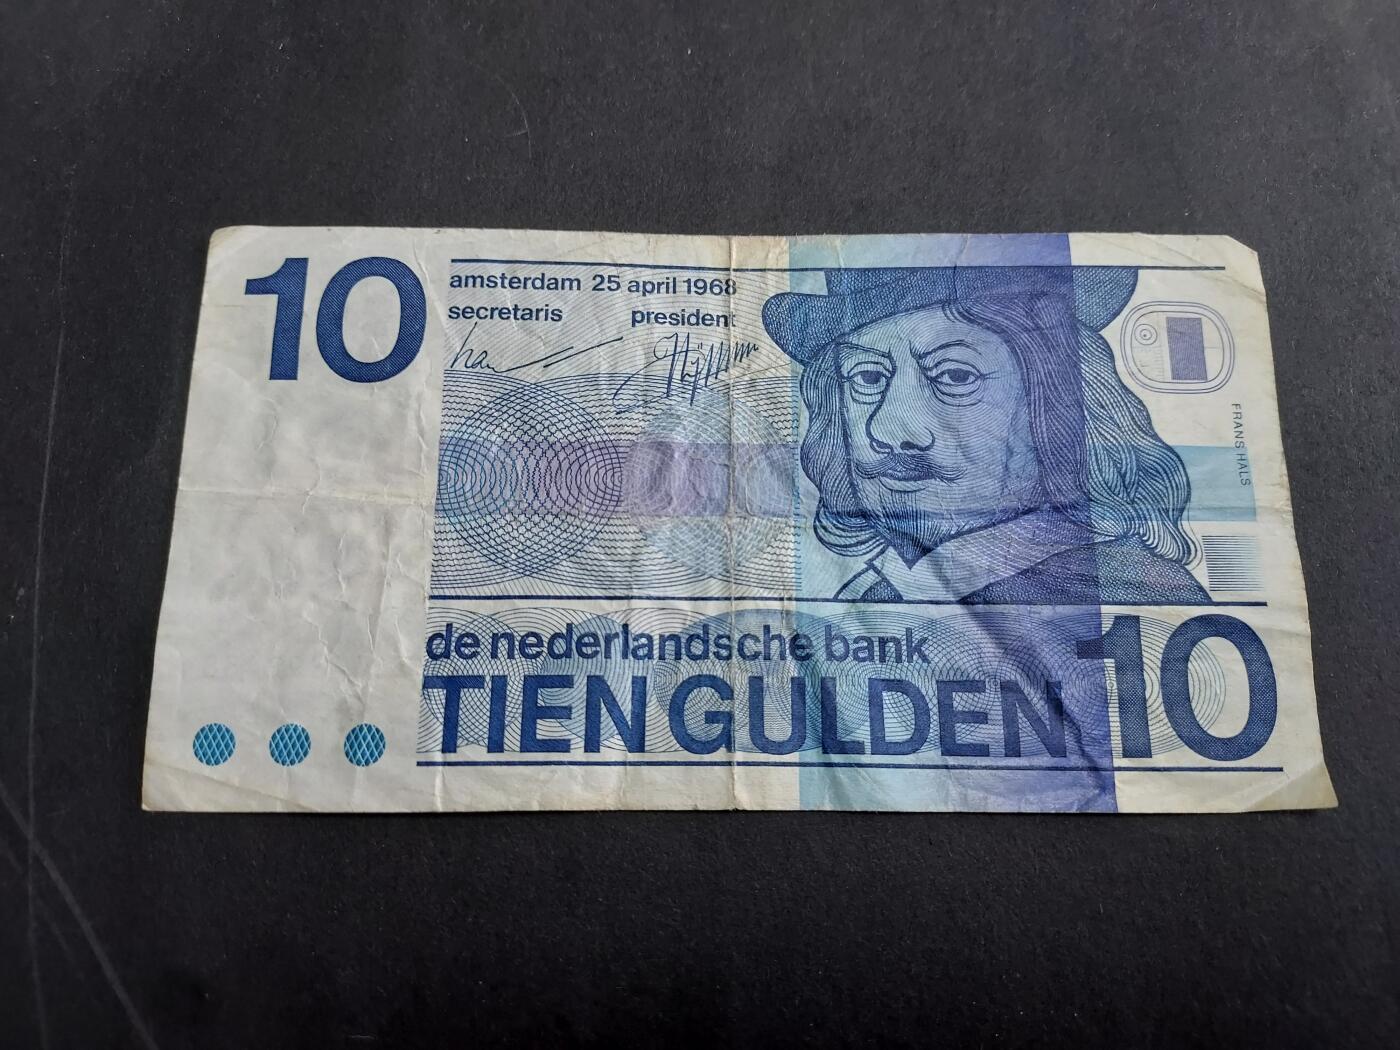 10
amsterdam 25 april 1968
secretaris president
FRANS HALS
de nederlandsche bank
TIEN GULDEN 10